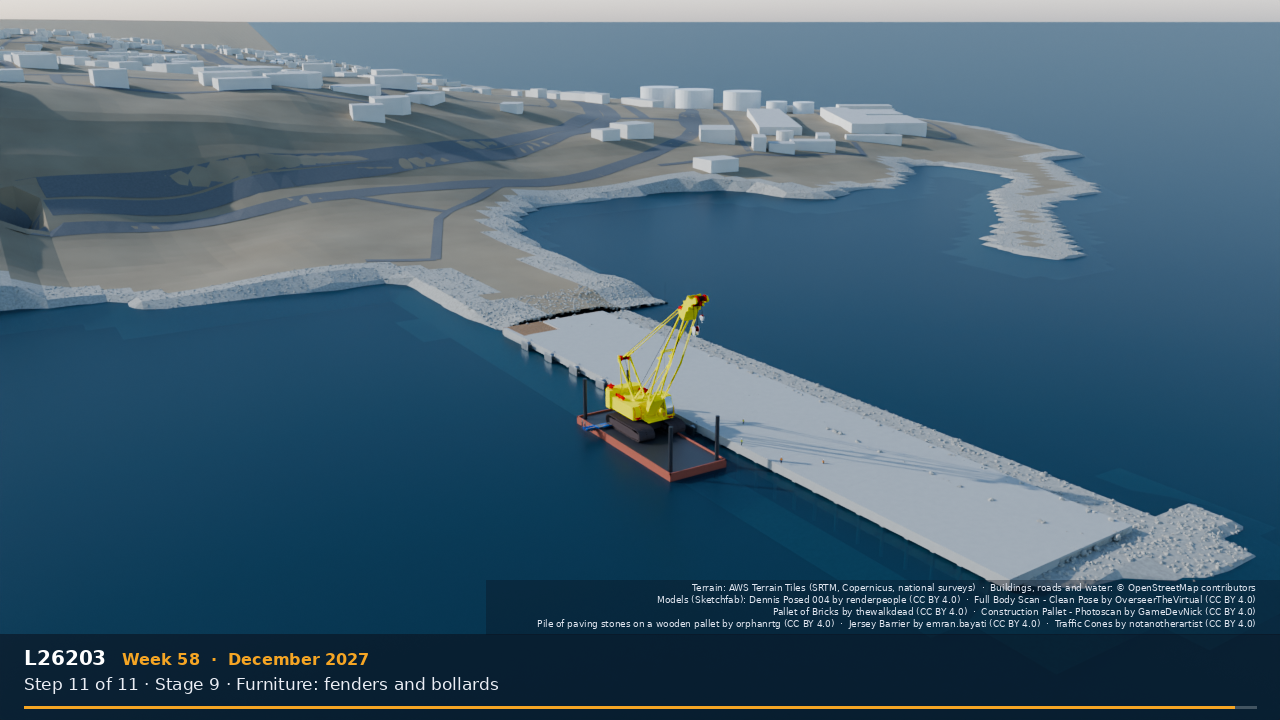 Terrain: AWS Terrain Tiles (SRTM, Copernicus, national surveys) · Buildings, roads and water: © OpenStreetMap contributors
Models (Sketchfab): Dennis Posed 004 by renderpeople (CC BY 4.0) · Full Body Scan - Clean Pose by OverseerTheVirtual (CC BY 4.0)
Pallet of Bricks by thewalkdead (CC BY 4.0) · Construction Pallet - Photoscan by GameDevNick (CC BY 4.0)
Pile of paving stones on a wooden pallet by orphanrtg (CC BY 4.0) · Jersey Barrier by emran.bayati (CC BY 4.0) · Traffic Cones by notanotherartist (CC BY 4.0)
L26203 Week 58 · December 2027
Step 11 of 11 · Stage 9 · Furniture: fenders and bollards